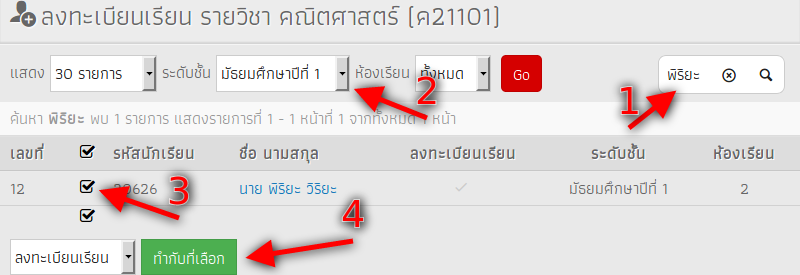 ลงทะเบียนเรียน รายวิชา คณิตศาสตร์ (ค21101)
แสดง 30 รายการ ระดับชั้น มัธยมศึกษาปีที่ 1 ห้องเรียน ทั้งหมด Go พิริยะ
1
2
ค้นหา พิริยะ พบ 1 รายการ แสดงรายการที่ 1 - 1 หน้าที่ 1 จากทั้งหมด 1 หน้า
เลขที่ รหัสนักเรียน ชื่อ นามสกุล ลงทะเบียนเรียน ระดับชั้น ห้องเรียน
12 นาย พิริยะ วิริยะ มัธยมศึกษาปีที่ 1 2
3
4
ลงทะเบียนเรียน ทำกับที่เลือก